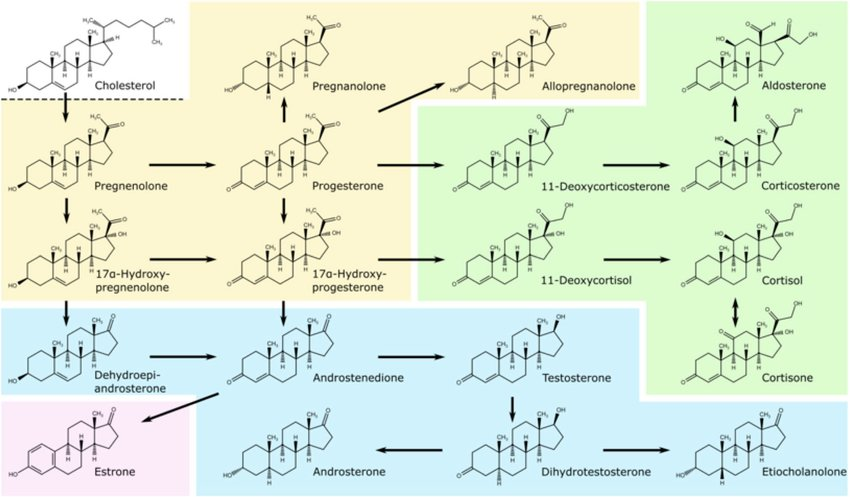 Cholesterol
Pregnanolone
Allopregnanolone
Aldosterone
Pregnenolone
Progesterone
11-Deoxycorticosterone
Corticosterone
17α-Hydroxy-
pregnenolone
17α-Hydroxy-
progesterone
11-Deoxycortisol
Cortisol
Dehydroepi-
androsterone
Androstenedione
Testosterone
Cortisone
Estrone
Androsterone
Dihydrotestosterone
Etiocholanolone